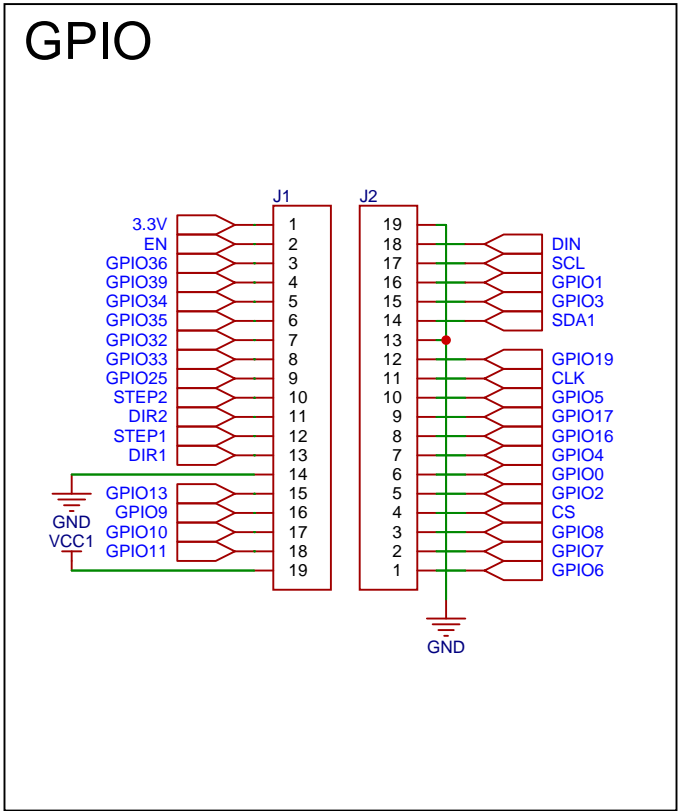 GPIO
J1 J2
3.3V 1 19
EN 2 18 DIN
GPIO36 3 17 SCL
GPIO39 4 16 GPIO1
GPIO34 5 15 GPIO3
GPIO35 6 14 SDA1
GPIO32 7 13
GPIO33 8 12 GPIO19
GPIO25 9 11 CLK
STEP2 10 10 GPIO5
DIR2 11 9 GPIO17
STEP1 12 8 GPIO16
DIR1 13 7 GPIO4
14 6 GPIO0
GPIO13 15 5 GPIO2
GPIO9 16 4 CS
GND
GPIO10 17 3 GPIO8
VCC1
GPIO11 18 2 GPIO7
19 1 GPIO6
GND